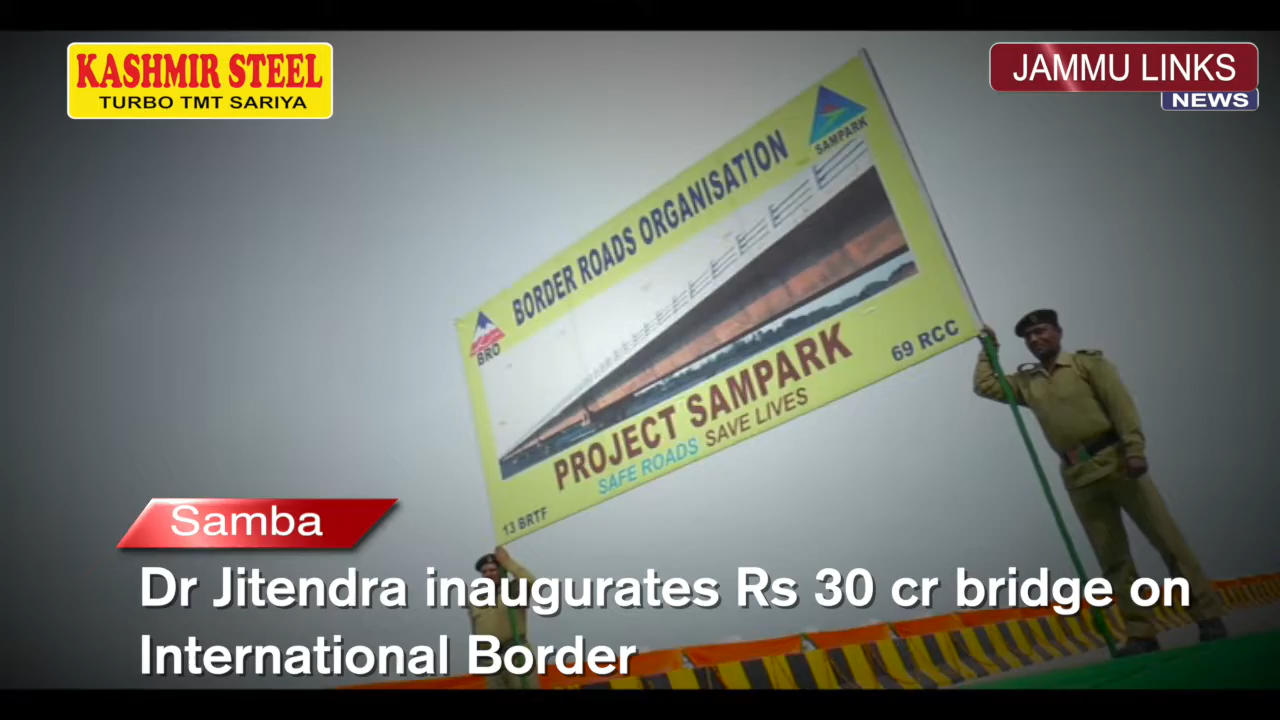 KASHMIR STEEL
TURBO TMT SARIYA
JAMMU LINKS
NEWS
SAMPARK
BORDER ROADS ORGANISATION
BRO
69 RCC
PROJECT SAMPARK
SAFE ROADS SAVE LIVES
13 BRTF
Samba
Dr Jitendra inaugurates Rs 30 cr bridge on
International Border